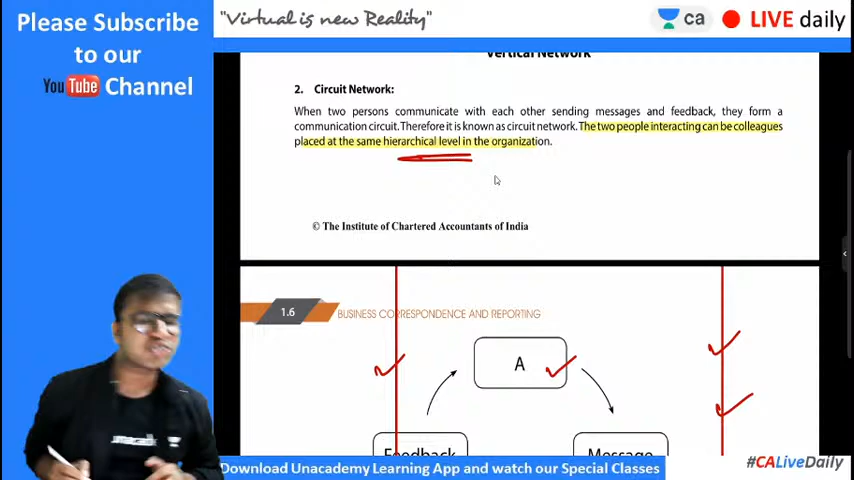 Please Subscribe
to our
YouTube Channel
"Virtual is new Reality"
ca
LIVE daily
Vertical Network
2. Circuit Network:
When two persons communicate with each other sending messages and feedback, they form a
communication circuit. Therefore it is known as circuit network. The two people interacting can be colleagues
placed at the same hierarchical level in the organization.
© The Institute of Chartered Accountants of India
1.6
BUSINESS CORRESPONDENCE AND REPORTING
A
Feedback
Message
unacademy
Download Unacademy Learning App and watch our Special Classes
#CALiveDaily